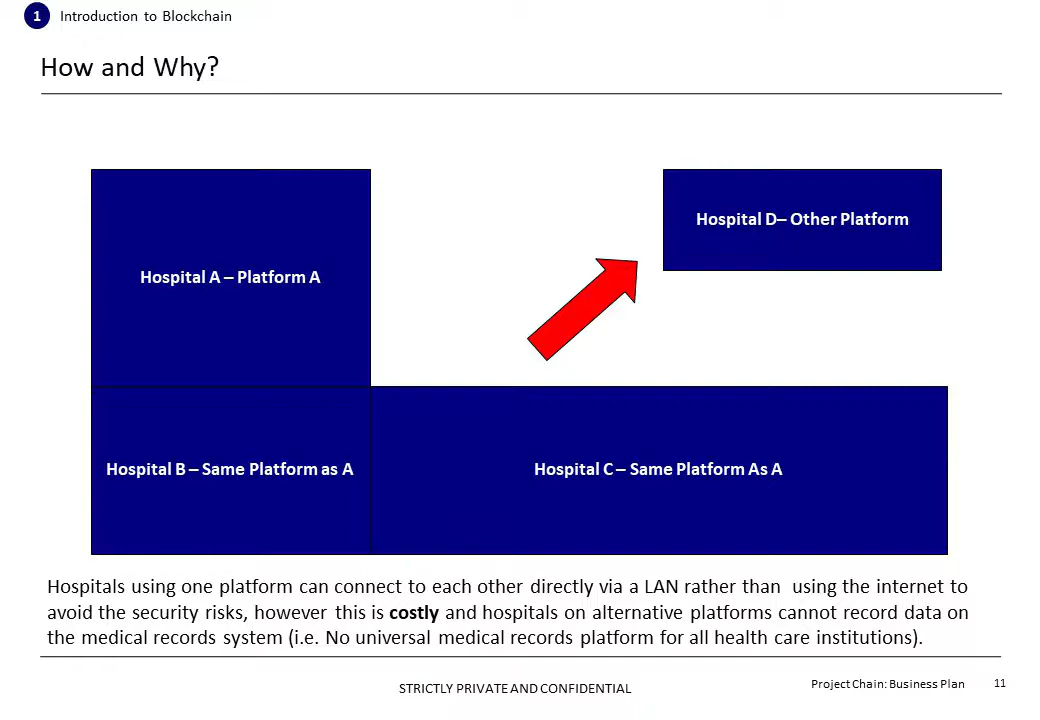 1 Introduction to Blockchain
How and Why?
Hospital A – Platform A
Hospital D– Other Platform
Hospital B – Same Platform as A
Hospital C – Same Platform As A
Hospitals using one platform can connect to each other directly via a LAN rather than using the internet to
avoid the security risks, however this is costly and hospitals on alternative platforms cannot record data on
the medical records system (i.e. No universal medical records platform for all health care institutions).
STRICTLY PRIVATE AND CONFIDENTIAL
Project Chain: Business Plan 11